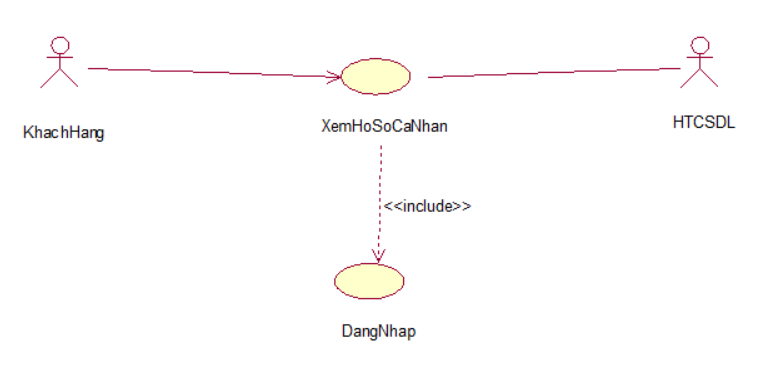 KhachHang
XemHoSoCaNhan
HTCSDL
<<include>>
DangNhap